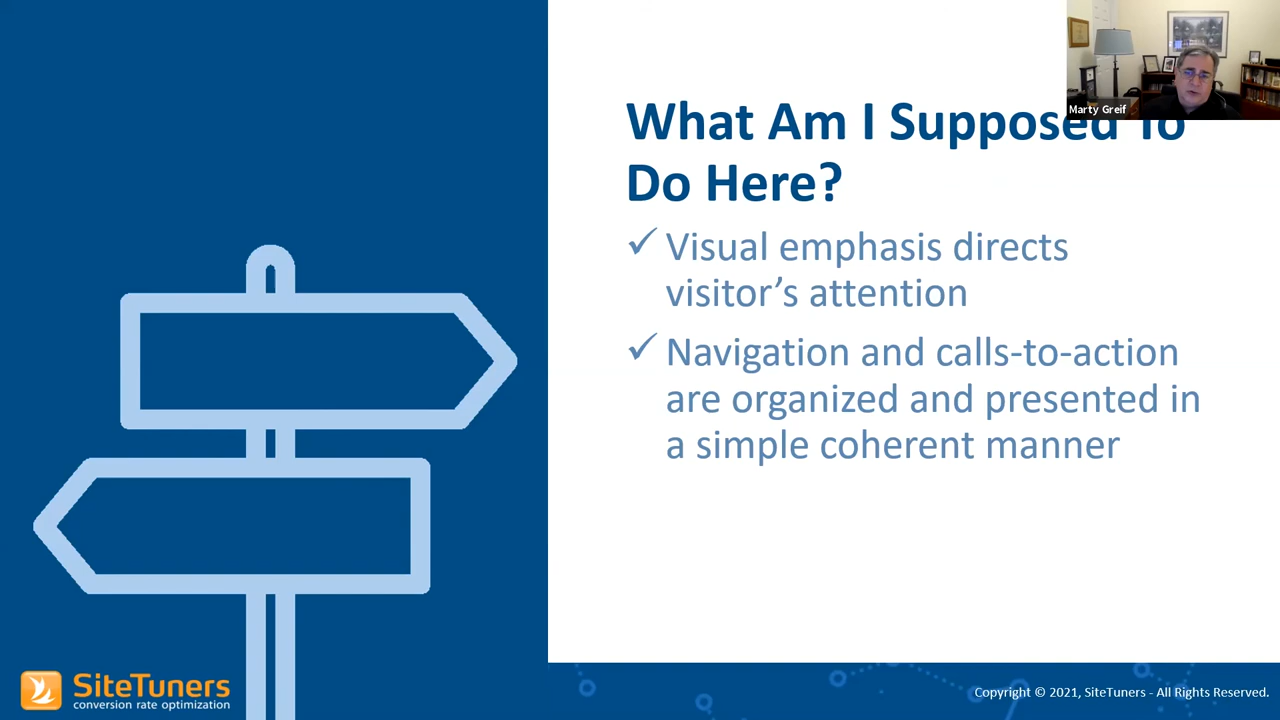 Marty Greif
What Am I Supposed To
Do Here?
✓ Visual emphasis directs
visitor’s attention
✓ Navigation and calls-to-action
are organized and presented in
a simple coherent manner
SiteTuners
conversion rate optimization
Copyright © 2021, SiteTuners - All Rights Reserved.